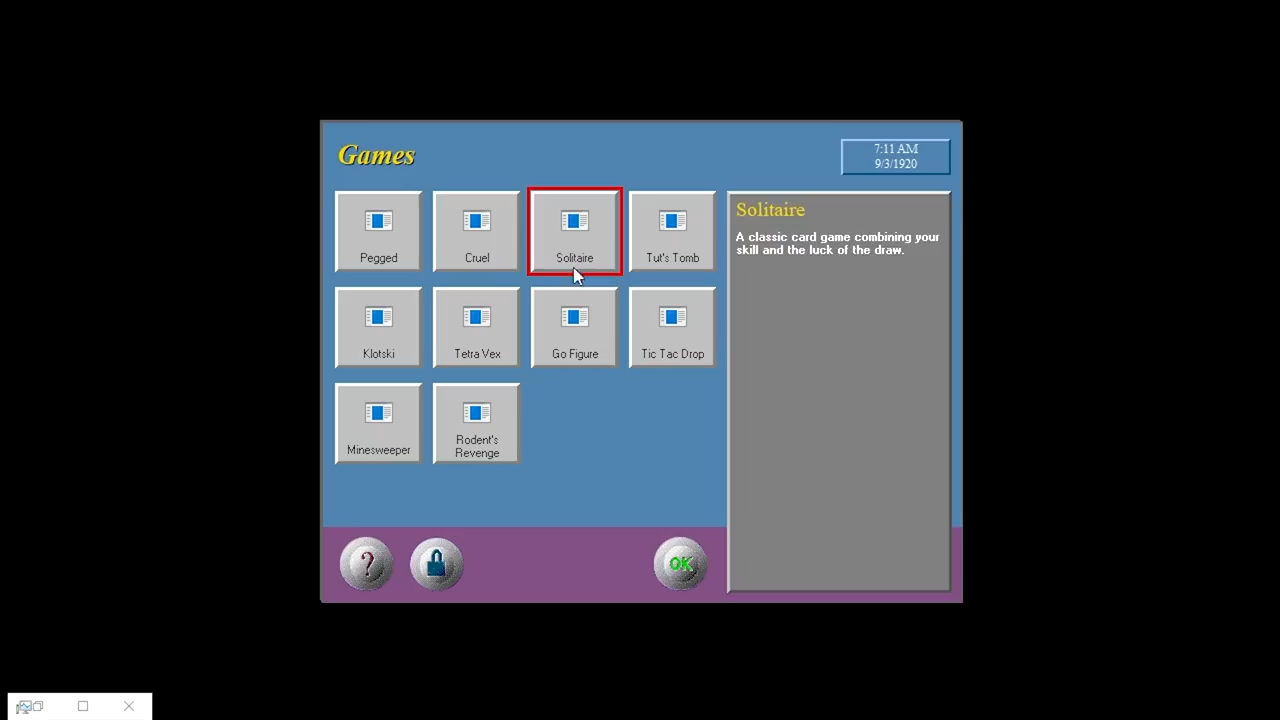 Games
7:11 AM
9/3/1920
Pegged
Cruel
Solitaire
Tut's Tomb
Klotski
Tetra Vex
Go Figure
Tic Tac Drop
Minesweeper
Rodent's
Revenge
Solitaire
A classic card game combining your
skill and the luck of the draw.
?
OK